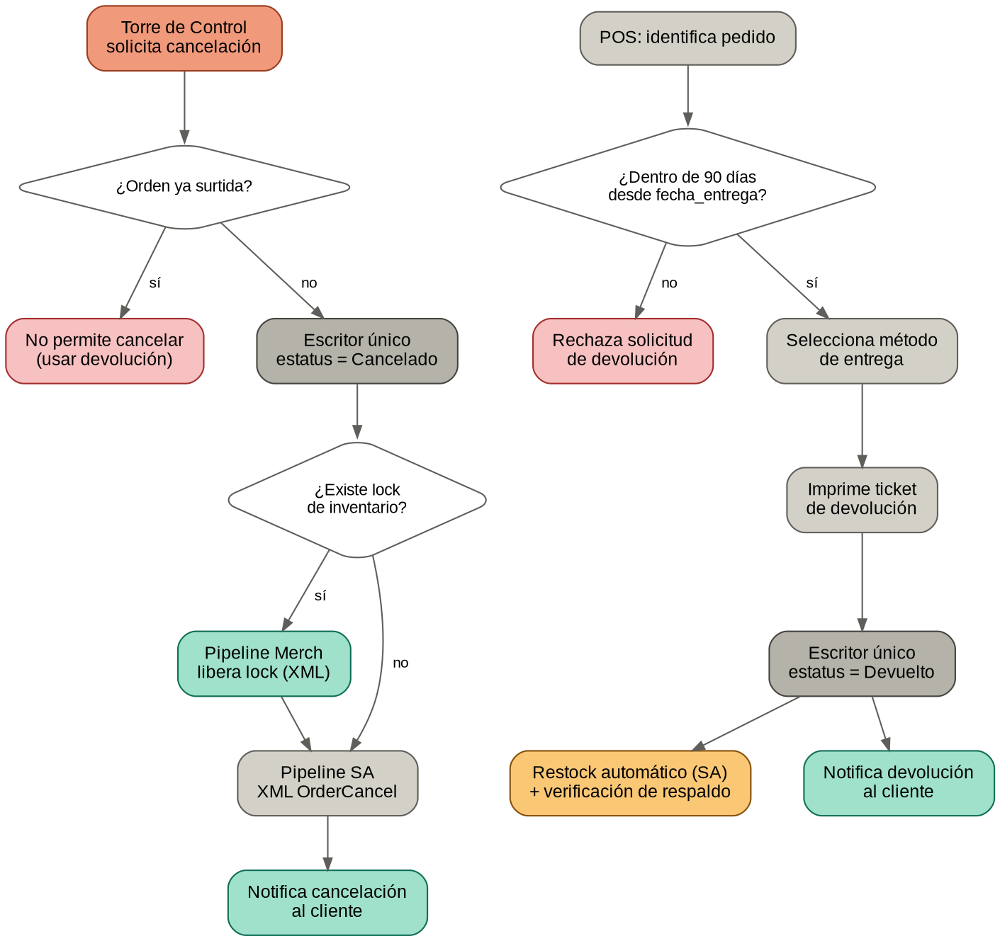 Torre de Control
solicita cancelación
¿Orden ya surtida?
sí
no
No permite cancelar
(usar devolución)
Escritor único
estatus = Cancelado
¿Existe lock
de inventario?
sí
no
Pipeline Merch
libera lock (XML)
Pipeline SA
XML OrderCancel
Notifica cancelación
al cliente
POS: identifica pedido
¿Dentro de 90 días
desde fecha_entrega?
no
sí
Rechaza solicitud
de devolución
Selecciona método
de entrega
Imprime ticket
de devolución
Escritor único
estatus = Devuelto
Restock automático (SA)
+ verificación de respaldo
Notifica devolución
al cliente